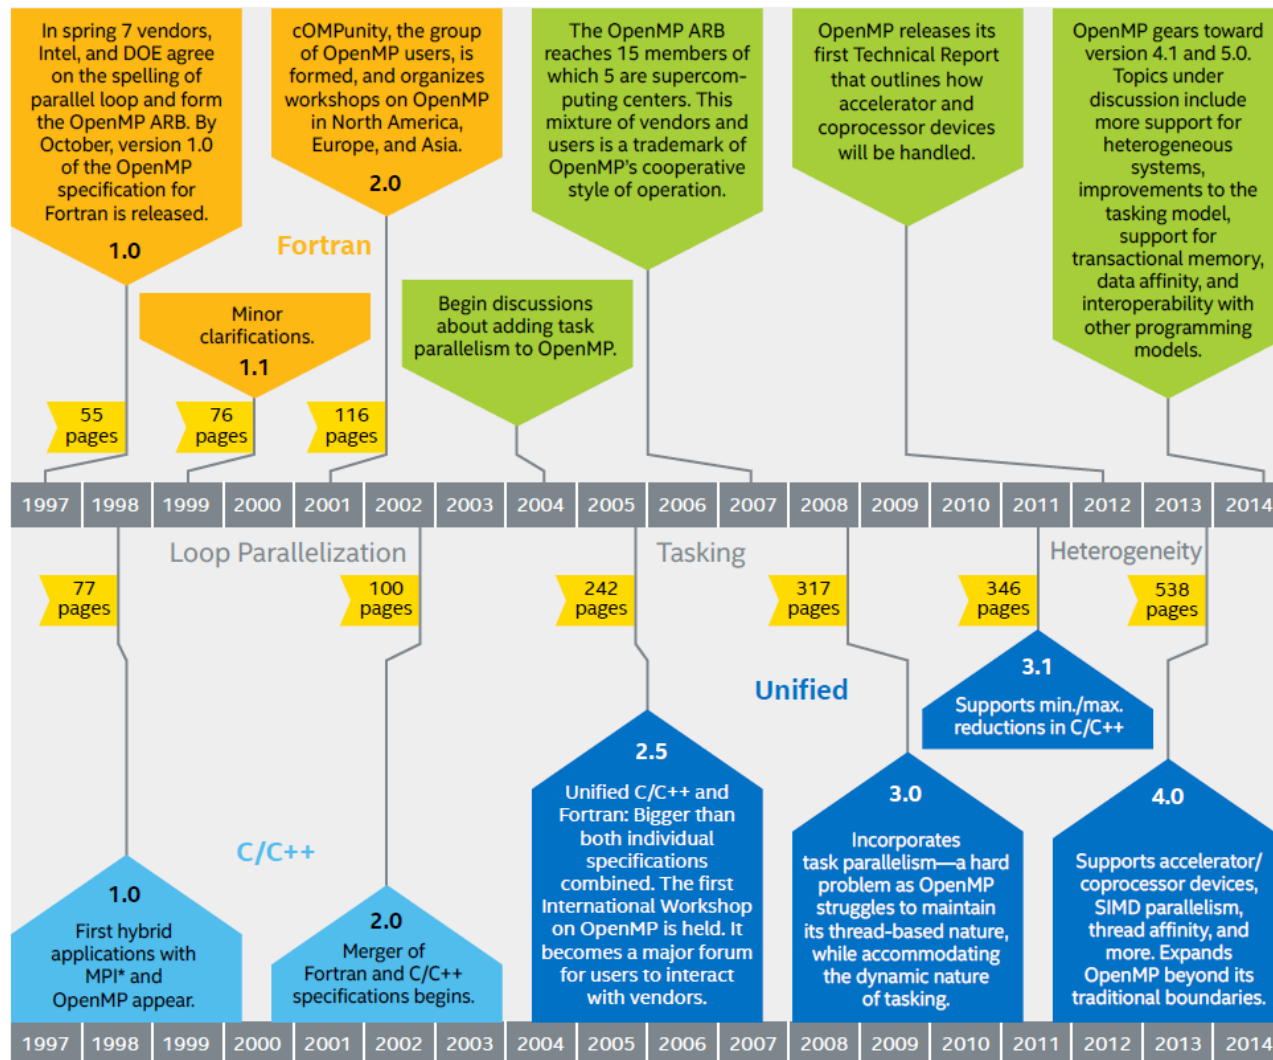 In spring 7 vendors,
Intel, and DOE agree
on the spelling of
parallel loop and form
the OpenMP ARB. By
October, version 1.0
of the OpenMP
specification for
Fortran is released.
1.0
cOMPunity, the group
of OpenMP users, is
formed, and organizes
workshops on OpenMP
in North America,
Europe, and Asia.
2.0
The OpenMP ARB
reaches 15 members of
which 5 are supercom-
puting centers. This
mixture of vendors and
users is a trademark of
OpenMP's cooperative
style of operation.
OpenMP releases its
first Technical Report
that outlines how
accelerator and
coprocessor devices
will be handled.
OpenMP gears toward
version 4.1 and 5.0.
Topics under
discussion include
more support for
heterogeneous
systems,
improvements to the
tasking model,
support for
transactional memory,
data affinity, and
interoperability with
other programming
models.
Fortran
Minor
clarifications.
1.1
Begin discussions
about adding task
parallelism to OpenMP.
55
pages
76
pages
116
pages
1997 1998 1999 2000 2001 2002 2003 2004 2005 2006 2007 2008 2009 2010 2011 2012 2013 2014
Loop Parallelization
Tasking
Heterogeneity
77
pages
100
pages
242
pages
317
pages
346
pages
538
pages
Unified
C/C++
1.0
First hybrid
applications with
MPI* and
OpenMP appear.
2.0
Merger of
Fortran and C/C++
specifications begins.
2.5
Unified C/C++ and
Fortran: Bigger than
both individual
specifications
combined. The first
International Workshop
on OpenMP is held. It
becomes a major forum
for users to interact
with vendors.
3.0
Incorporates
task parallelism—a hard
problem as OpenMP
struggles to maintain
its thread-based nature,
while accommodating
the dynamic nature
of tasking.
3.1
Supports min./max.
reductions in C/C++
4.0
Supports accelerator/
coprocessor devices,
SIMD parallelism,
thread affinity, and
more. Expands
OpenMP beyond its
traditional boundaries.
1997 1998 1999 2000 2001 2002 2003 2004 2005 2006 2007 2008 2009 2010 2011 2012 2013 2014